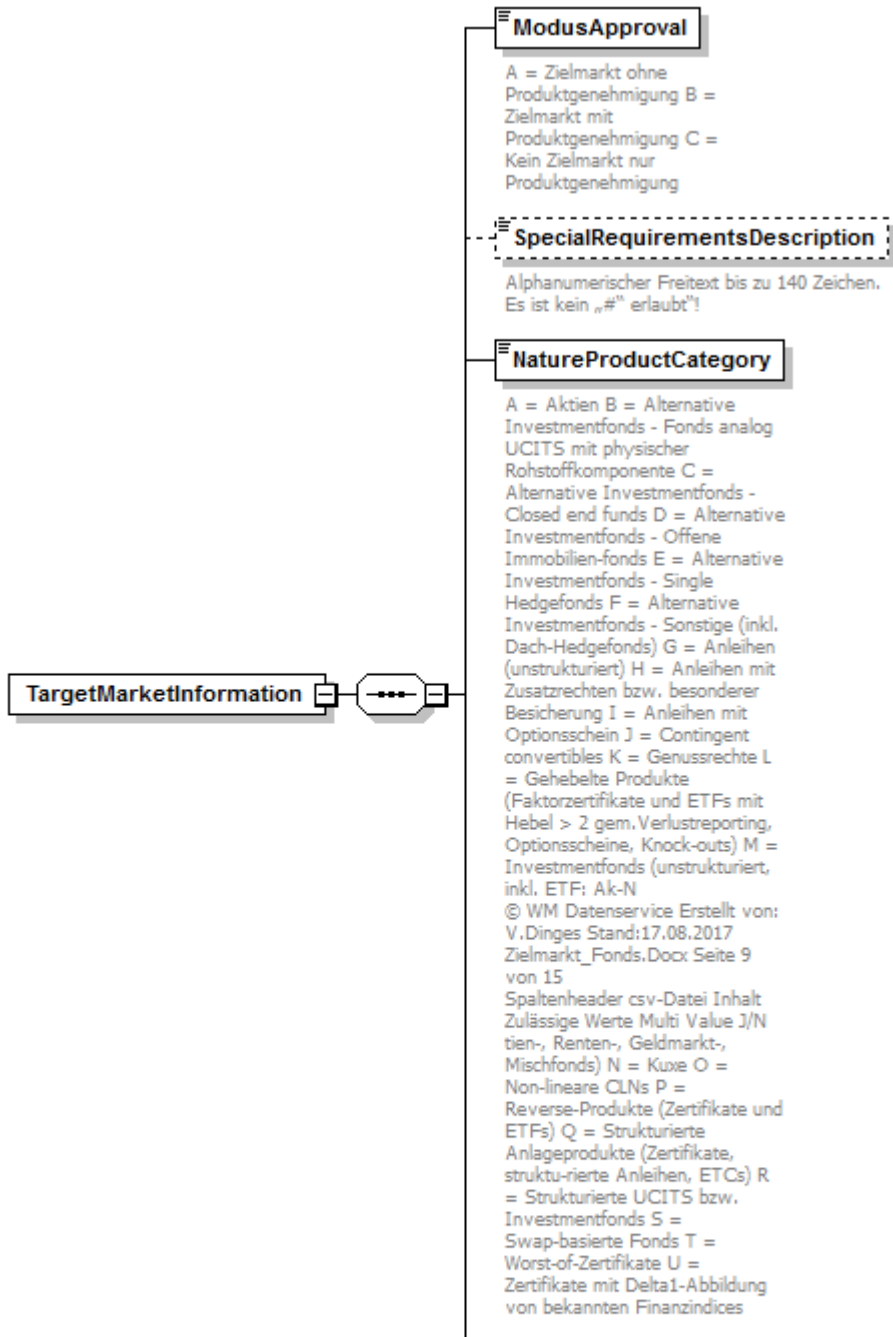 ModusApproval
A = Zielmarkt ohne
Produktgenehmigung B =
Zielmarkt mit
Produktgenehmigung C =
Kein Zielmarkt nur
Produktgenehmigung
SpecialRequirementsDescription
Alphanumerischer Freitext bis zu 140 Zeichen.
Es ist kein „#“ erlaubt“!
NatureProductCategory
A = Aktien B = Alternative
Investmentfonds - Fonds analog
UCITS mit physischer
Rohstoffkomponente C =
Alternative Investmentfonds -
Closed end funds D = Alternative
Investmentfonds - Offene
Immobilien-fonds E = Alternative
Investmentfonds - Single
Hedgefonds F = Alternative
Investmentfonds - Sonstige (inkl.
Dach-Hedgefonds) G = Anleihen
(unstrukturiert) H = Anleihen mit
Zusatzrechten bzw. besonderer
Besicherung I = Anleihen mit
Optionsschein J = Contingent
convertibles K = Genussrechte L
= Gehebelte Produkte
(Faktorzertifikate und ETFs mit
Hebel > 2 gem.Verlustreporting,
Optionsscheine, Knock-outs) M =
Investmentfonds (unstrukturiert,
inkl. ETF: Ak-N
© WM Datenservice Erstellt von:
V.Dinges Stand:17.08.2017
Zielmarkt_Fonds.Docx Seite 9
von 15
Spaltenheader csv-Datei Inhalt
Zulässige Werte Multi Value J/N
tien-, Renten-, Geldmarkt-,
Mischfonds) N = Kuxe O =
Non-lineare CLNs P =
Reverse-Produkte (Zertifikate und
ETFs) Q = Strukturierte
Anlageprodukte (Zertifikate,
struktu-rierte Anleihen, ETCs) R
= Strukturierte UCITS bzw.
Investmentfonds S =
Swap-basierte Fonds T =
Worst-of-Zertifikate U =
Zertifikate mit Delta1-Abbildung
von bekannten Finanzindices
TargetMarketInformation